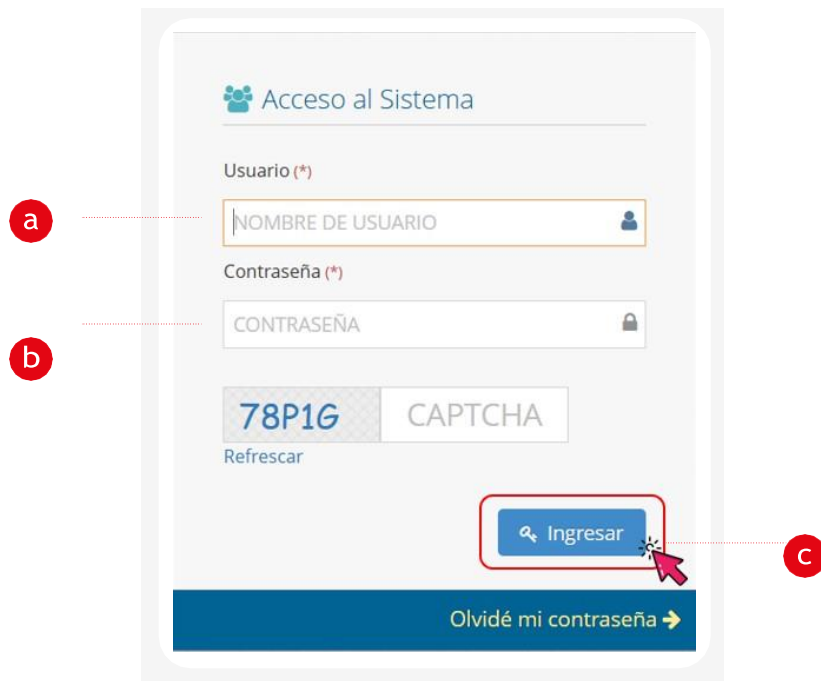 Acceso al Sistema
Usuario (*)
a
NOMBRE DE USUARIO
Contraseña (*)
b
CONTRASEÑA
78P1G CAPTCHA
Refrescar
Ingresar
c
Olvidé mi contraseña